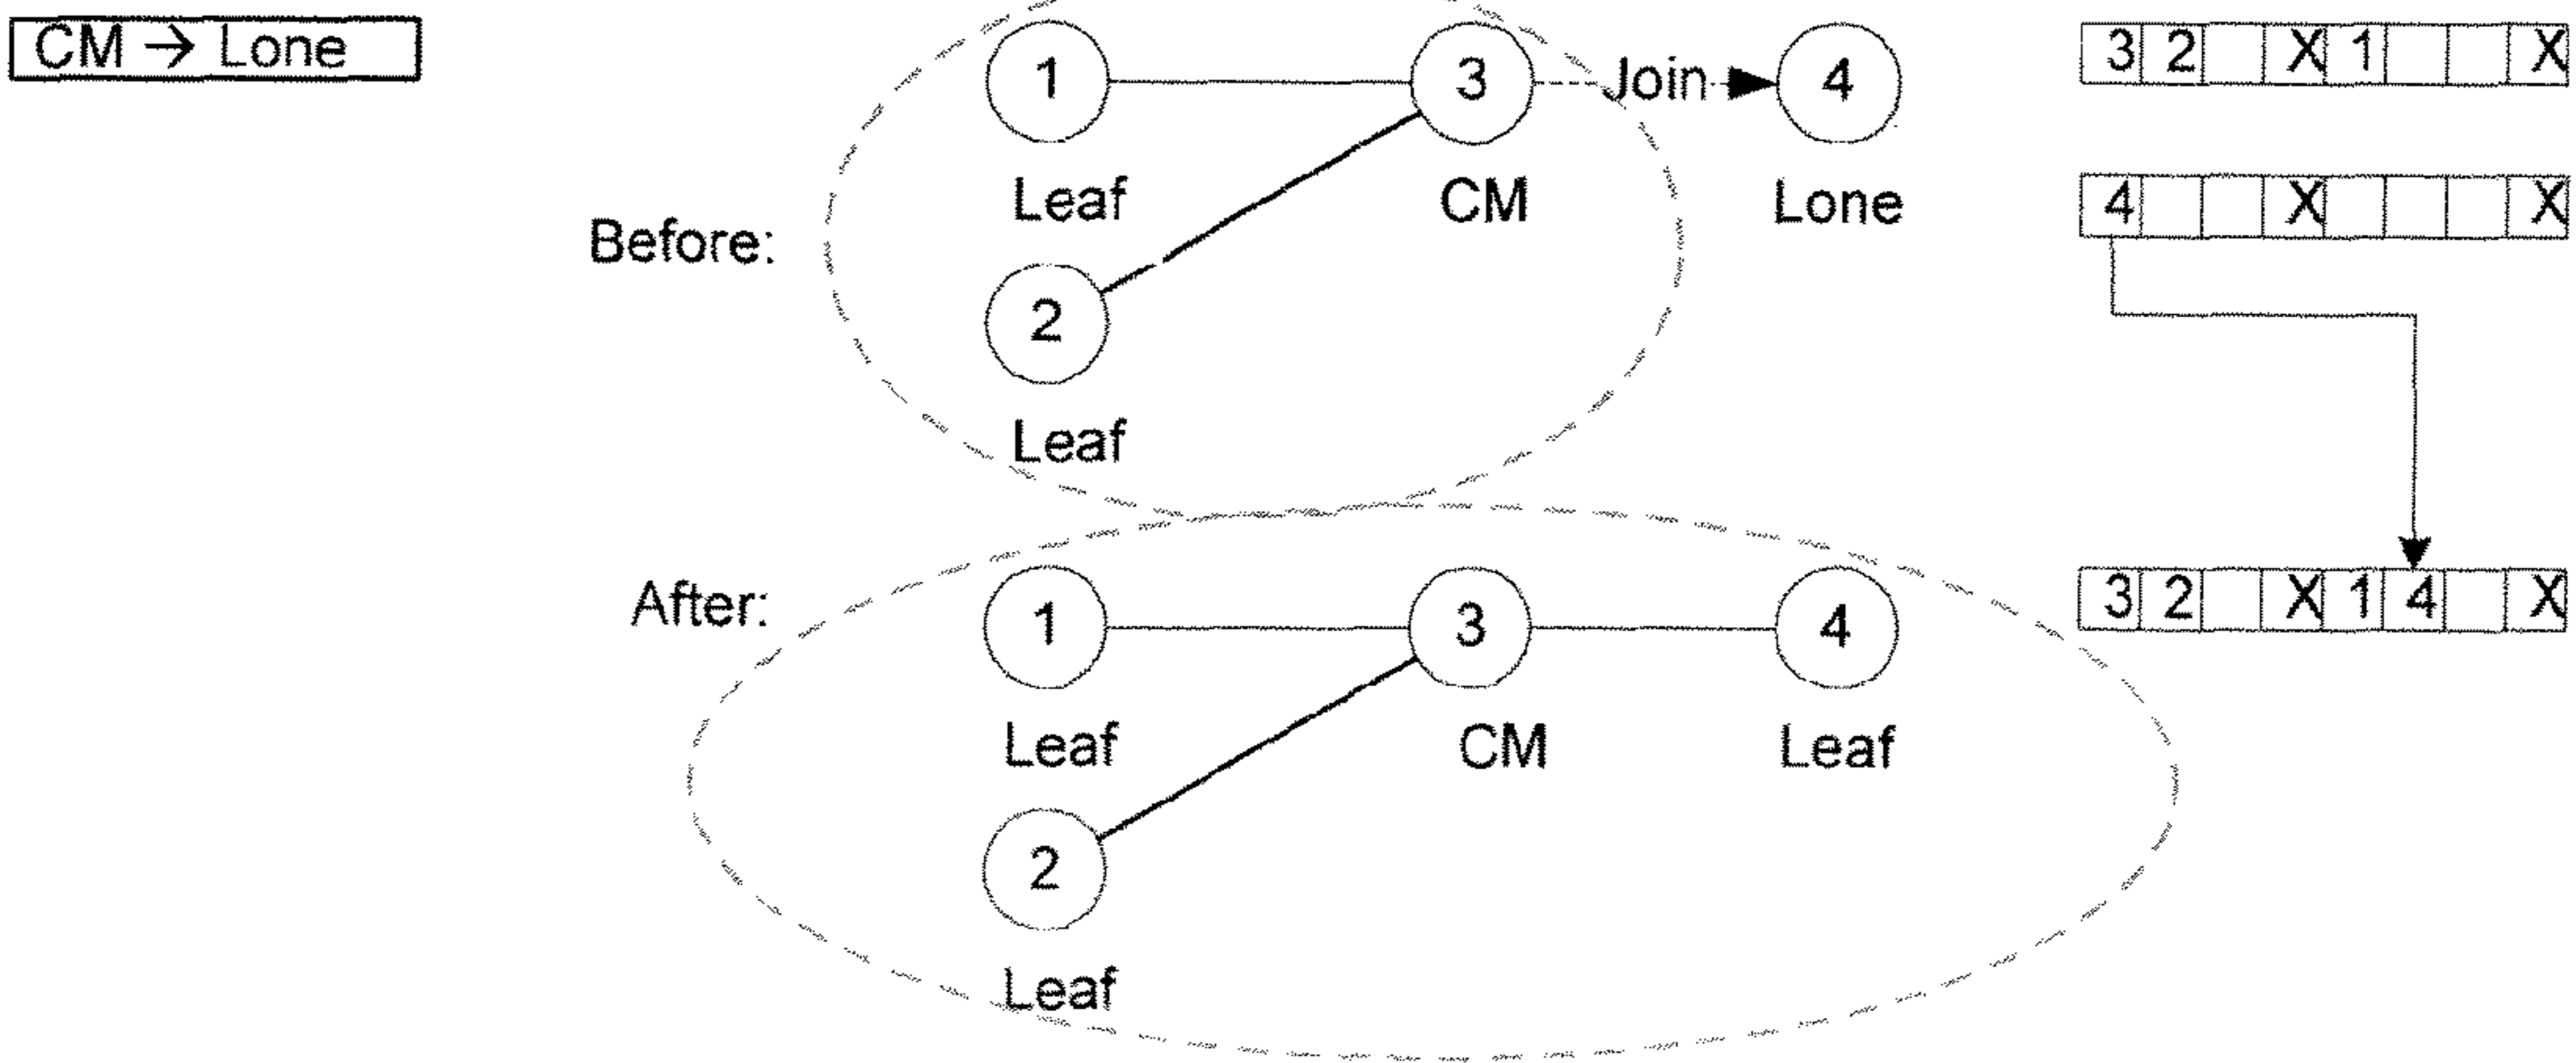 CM → Lone
1 3 Join 4
3 2 X 1 X
Leaf CM Lone
4 X X
Before:
2
Leaf
After:
1 3 4
3 2 X 1 4 X
Leaf CM Leaf
2
Leaf